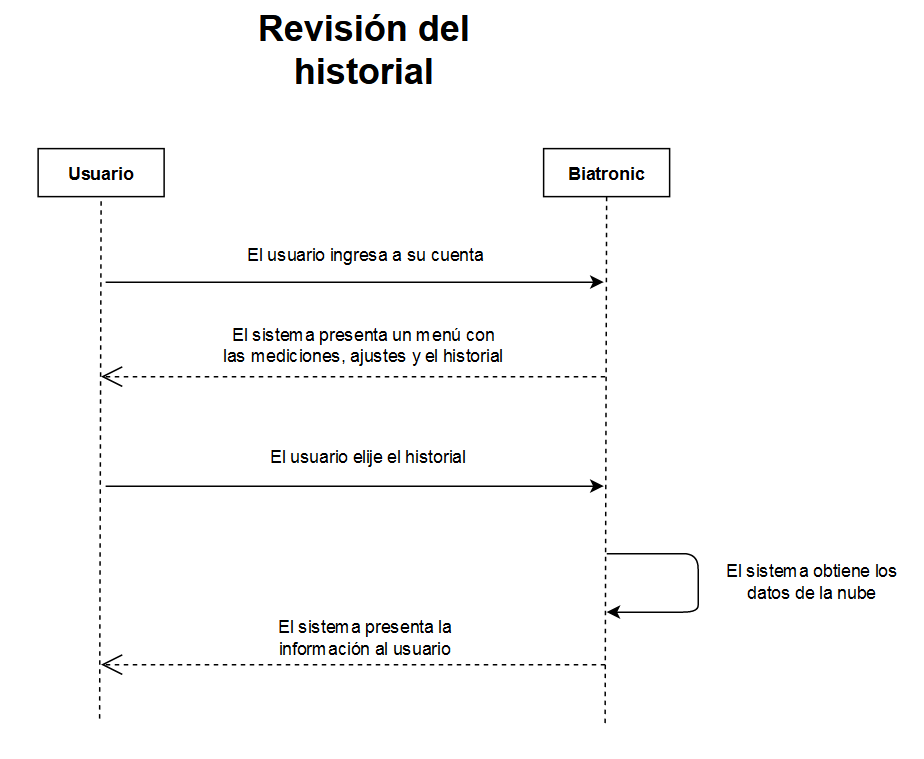 Revisión del
historial
Usuario
Biatronic
El usuario ingresa a su cuenta
El sistema presenta un menú con
las mediciones, ajustes y el historial
El usuario elije el historial
El sistema obtiene los
datos de la nube
El sistema presenta la
información al usuario